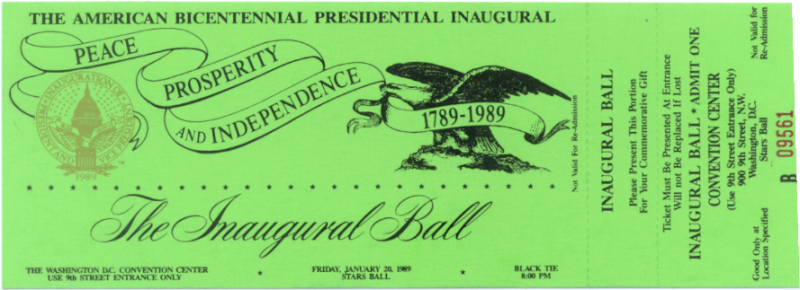 THE AMERICAN BICENTENNIAL PRESIDENTIAL INAUGURAL
PEACE
PROSPERITY
AND INDEPENDENCE
1789-1989
1989
The Inaugural Ball
THE WASHINGTON D.C. CONVENTION CENTER
USE 9th STREET ENTRANCE ONLY
FRIDAY, JANUARY 20, 1989
STARS BALL
BLACK TIE
8:00 PM
Not Valid For Re-Admission
INAUGURAL BALL
Please Present This Portion
For Your Commemorative Gift
Ticket Must Be Presented At Entrance
Will not Be Replaced If Lost
INAUGURAL BALL • ADMIT ONE
CONVENTION CENTER
(Use 9th Street Entrance Only)
900 9th Street, N.W.
Washington, D.C.
Stars Ball
Good Only at
Location Specified
Not Valid for
Re-Admission
B 09561